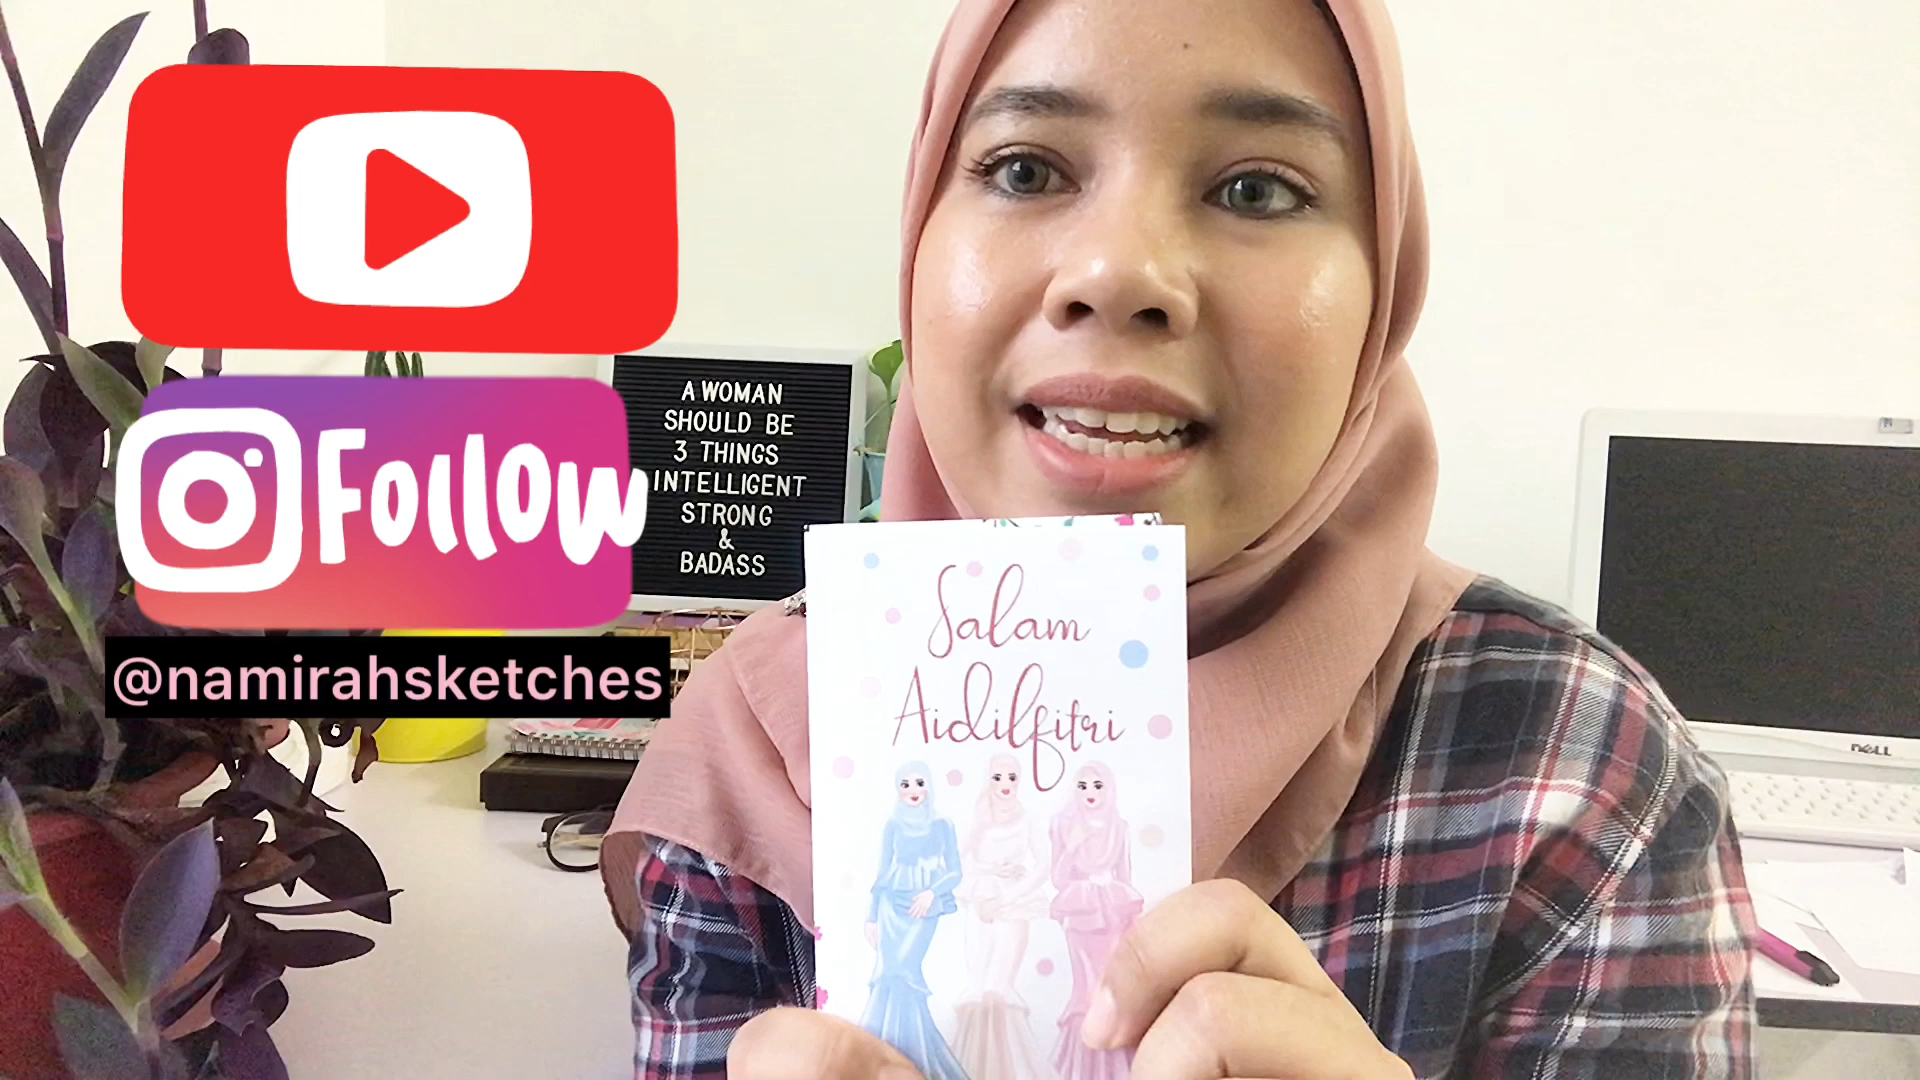 Follow
@namirahsketches
A WOMAN
SHOULD BE
3 THINGS
INTELLIGENT
STRONG
&
BADASS
Salam
Aidilfitri
DELL